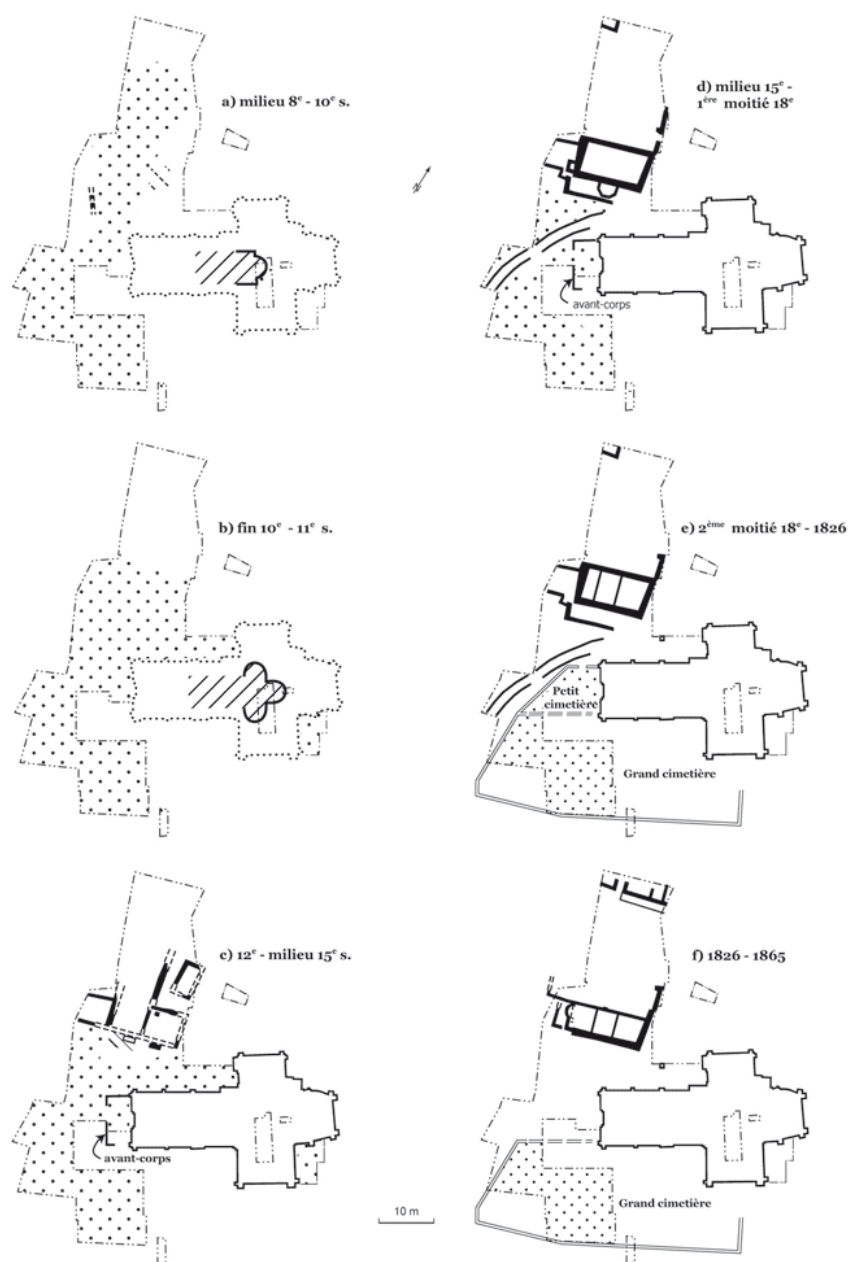 a) milieu 8e - 10e s.
b) fin 10e - 11e s.
c) 12e - milieu 15e s.
avant-corps
10 m
d) milieu 15e -
1ère moitié 18e
avant-corps
e) 2ème moitié 18e - 1826
Petit
cimetière
Grand cimetière
f) 1826 - 1865
Grand cimetière